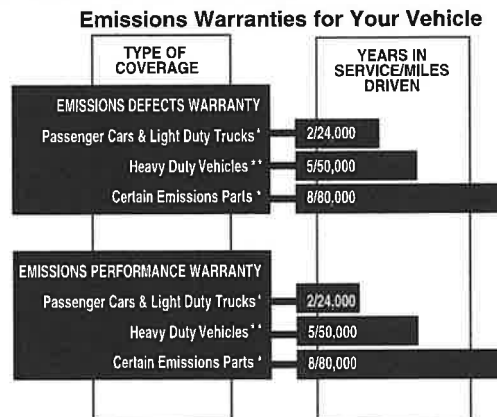 Emissions Warranties for Your Vehicle
TYPE OF
COVERAGE
YEARS IN
SERVICE/MILES
DRIVEN
EMISSIONS DEFECTS WARRANTY
Passenger Cars & Light Duty Trucks * 2/24,000
Heavy Duty Vehicles ** 5/50,000
Certain Emissions Parts * 8/80,000
EMISSIONS PERFORMANCE WARRANTY
Passenger Cars & Light Duty Trucks * 2/24,000
Heavy Duty Vehicles ** 5/50,000
Certain Emissions Parts * 8/80,000